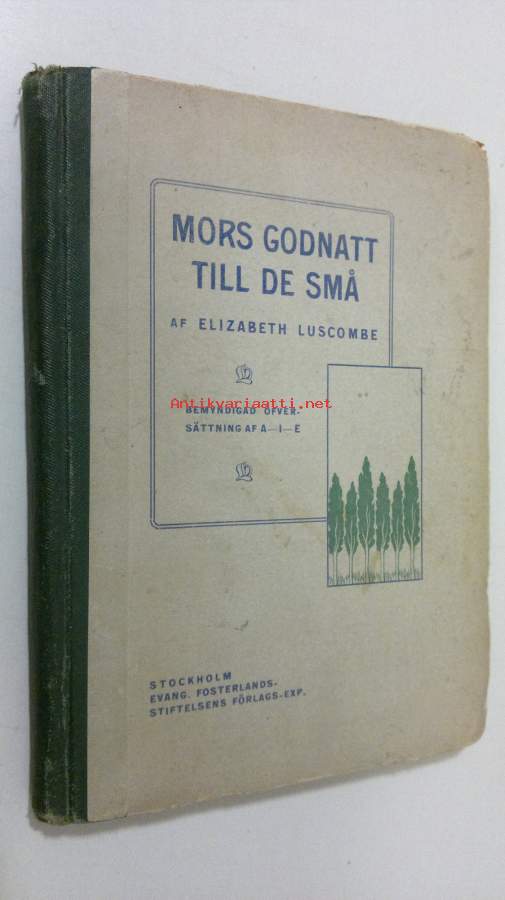 MORS GODNATT
TILL DE SMÅ
AF ELIZABETH LUSCOMBE
Antikvariaatti.net
BEMYNDIGAD ÖFVER-
SÄTTNING AF A—I—E
STOCKHOLM
EVANG. FOSTERLANDS-
STIFTELSENS FÖRLAGS-EXP.